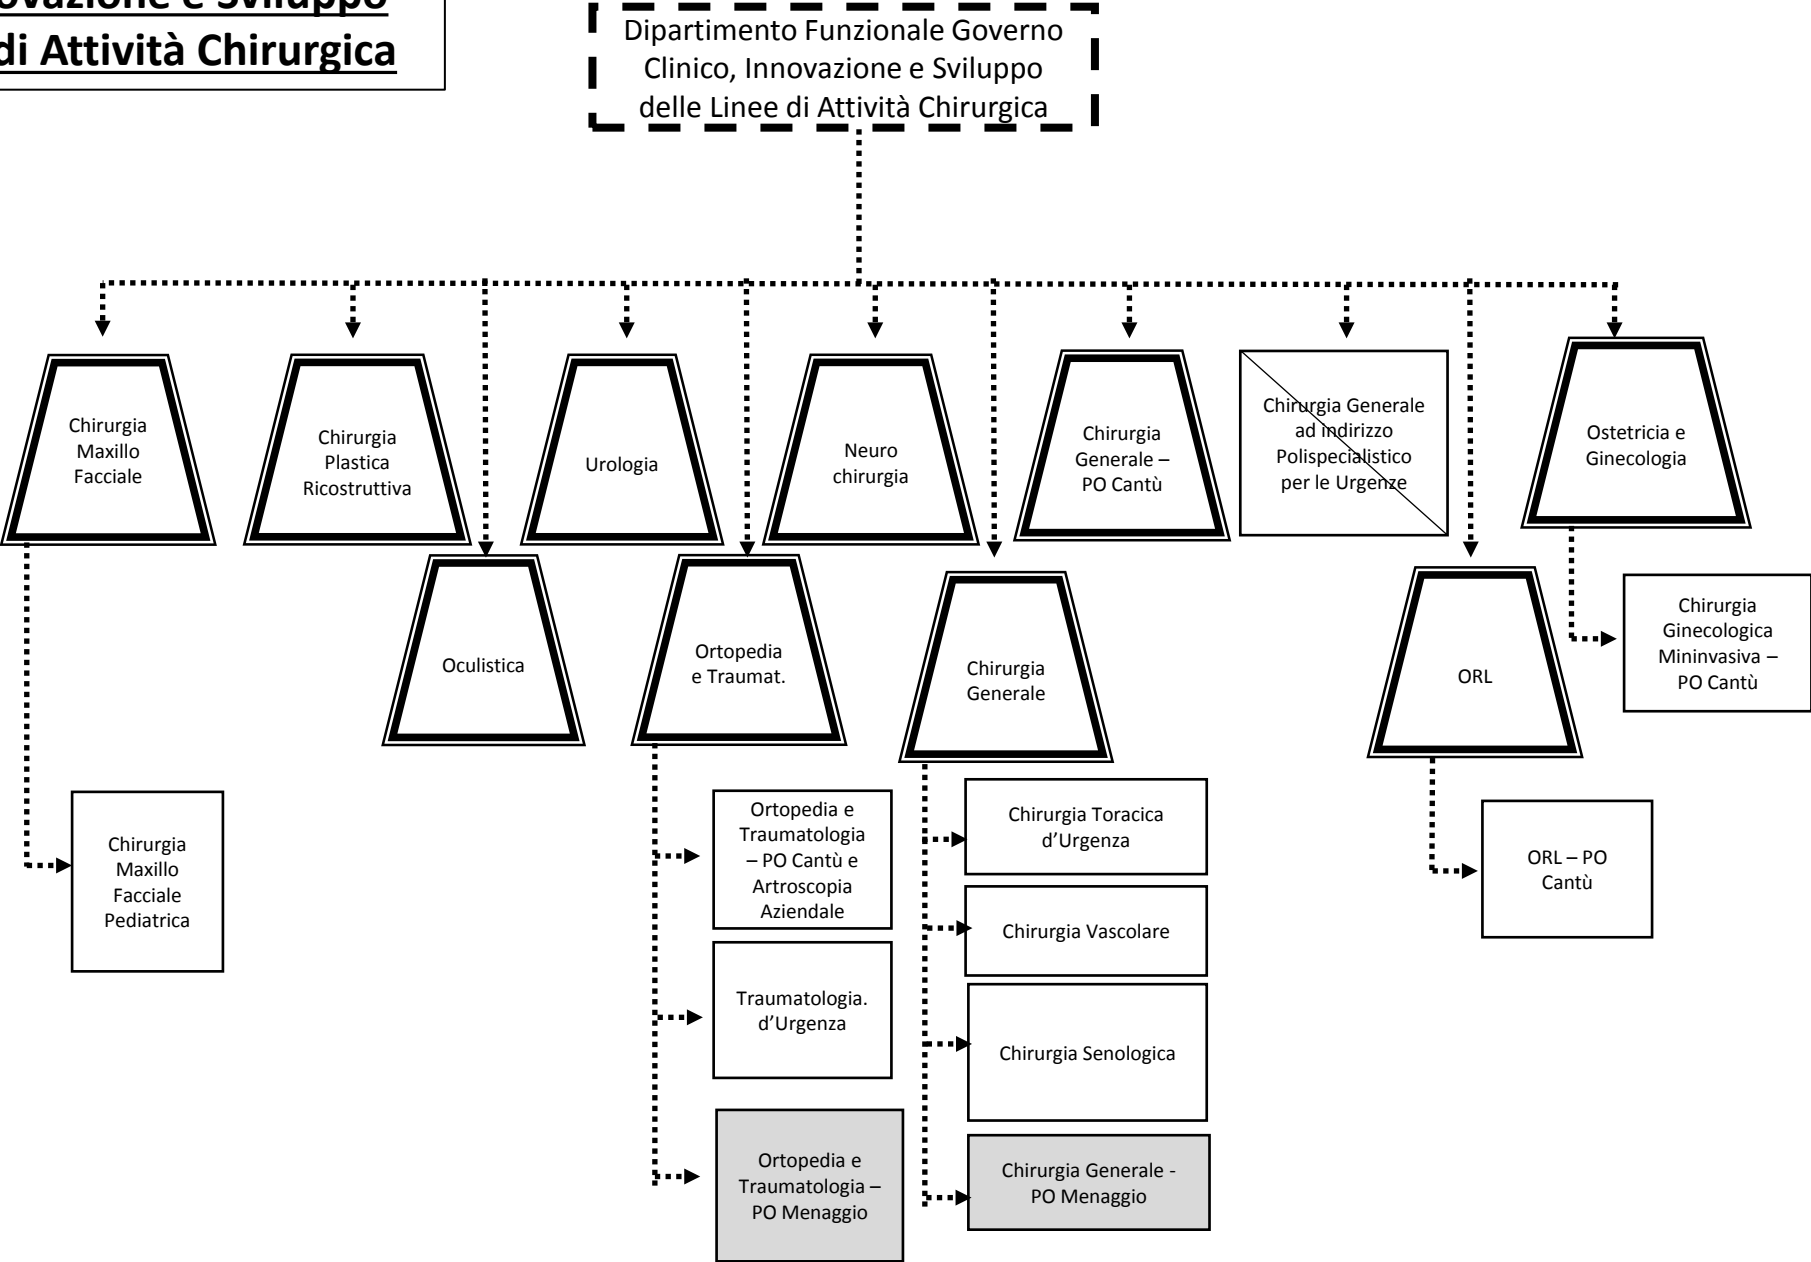 di Attività Chirurgica
Dipartimento Funzionale Governo
Clinico, Innovazione e Sviluppo
delle Linee di Attività Chirurgica
Chirurgia
Maxillo
Facciale
Chirurgia
Plastica
Ricostruttiva
Urologia
Neuro
chirurgia
Chirurgia
Generale –
PO Cantù
Chirurgia Generale
ad indirizzo
Polispecialistico
per le Urgenze
Ostetricia e
Ginecologia
Oculistica
Ortopedia
e Traumat.
Chirurgia
Generale
ORL
Chirurgia
Ginecologica
Mininvasiva –
PO Cantù
Chirurgia
Maxillo
Facciale
Pediatrica
Ortopedia e
Traumatologia
– PO Cantù e
Artroscopia
Aziendale
Traumatologia.
d’Urgenza
Ortopedia e
Traumatologia –
PO Menaggio
Chirurgia Toracica
d’Urgenza
Chirurgia Vascolare
Chirurgia Senologica
Chirurgia Generale -
PO Menaggio
ORL – PO
Cantù